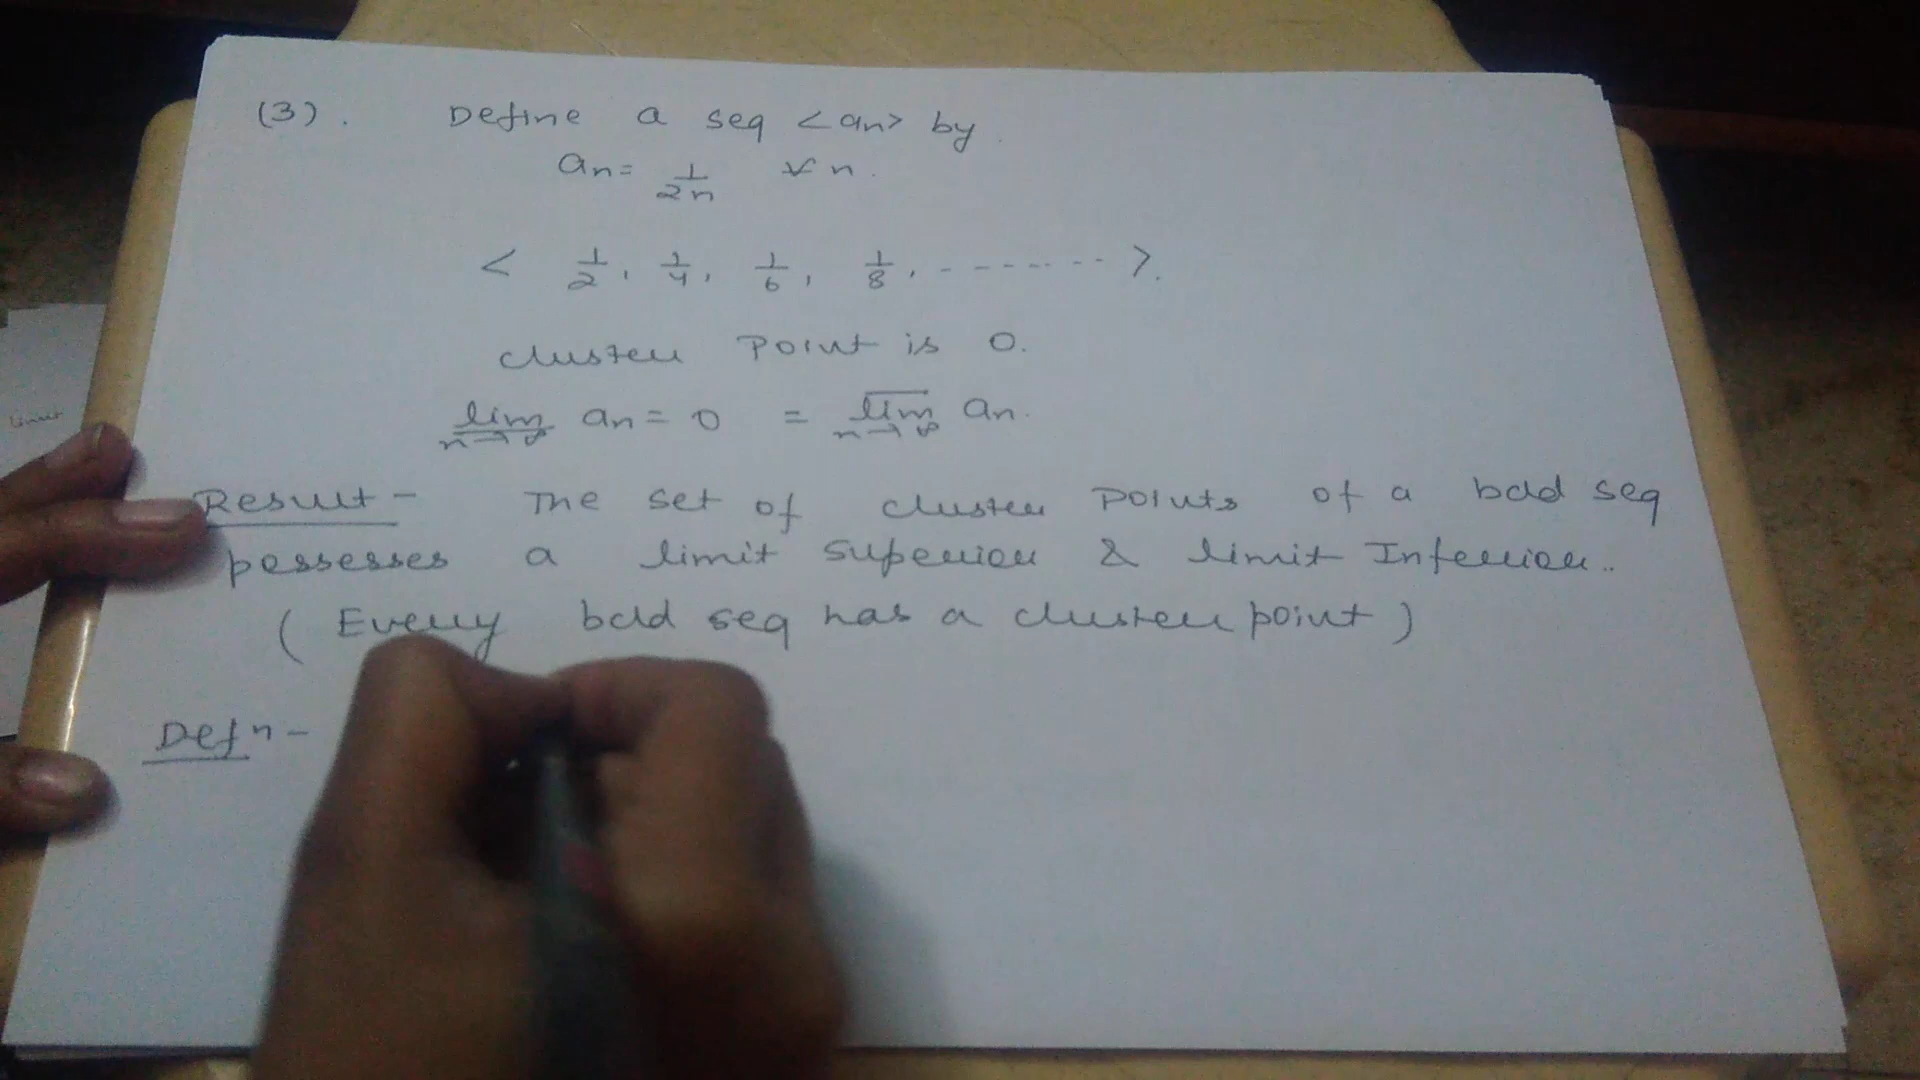 (3). Define a seq <an> by
an = 1/2n ∀ n.
< 1/2, 1/4, 1/6, 1/8, - - - - - - - >.
cluster Point is 0.
lim n→∞ an = 0 = lim n→∞ an.
Result - The set of cluster Points of a bdd seq
possesses a limit superior & limit Inferior..
( Every bdd seq has a cluster point )
Defn -
limit